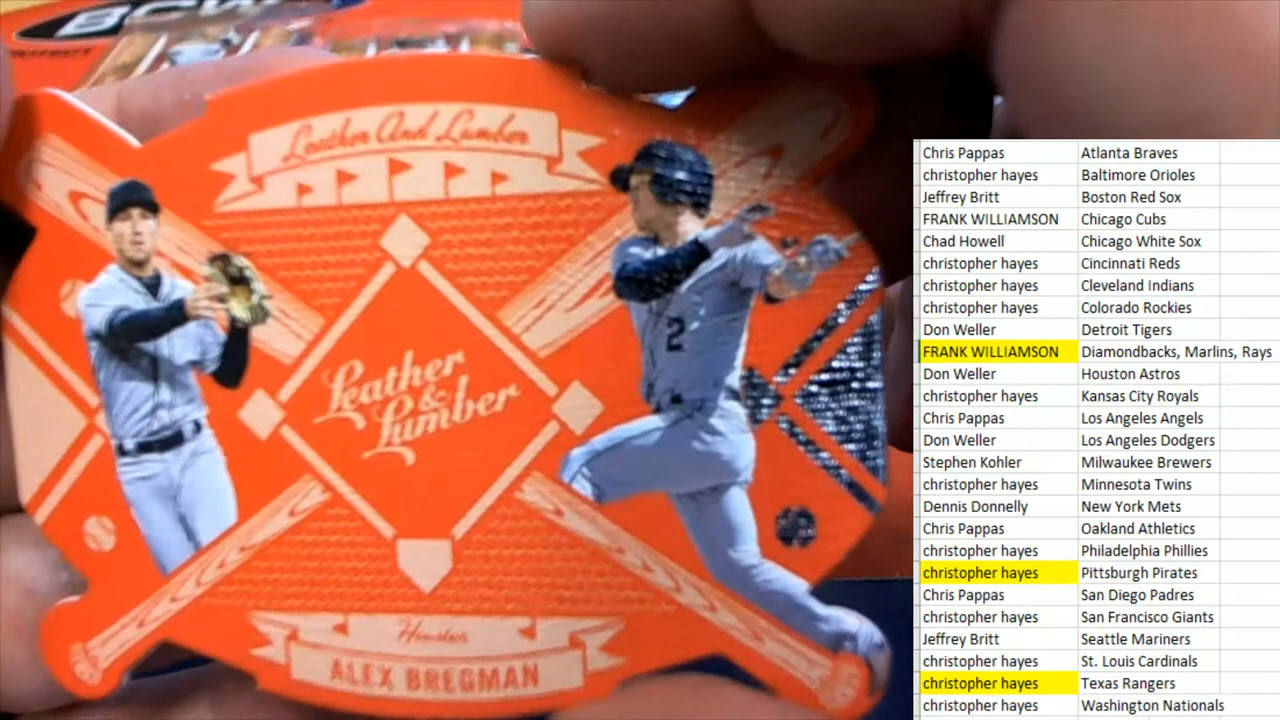 BCW
Leather And Lumber
2
Leather
&
Lumber
Houston
ALEX BREGMAN
Chris Pappas Atlanta Braves
christopher hayes Baltimore Orioles
Jeffrey Britt Boston Red Sox
FRANK WILLIAMSON Chicago Cubs
Chad Howell Chicago White Sox
christopher hayes Cincinnati Reds
christopher hayes Cleveland Indians
christopher hayes Colorado Rockies
Don Weller Detroit Tigers
FRANK WILLIAMSON Diamondbacks, Marlins, Rays
Don Weller Houston Astros
christopher hayes Kansas City Royals
Chris Pappas Los Angeles Angels
Don Weller Los Angeles Dodgers
Stephen Kohler Milwaukee Brewers
christopher hayes Minnesota Twins
Dennis Donnelly New York Mets
Chris Pappas Oakland Athletics
christopher hayes Philadelphia Phillies
christopher hayes Pittsburgh Pirates
Chris Pappas San Diego Padres
christopher hayes San Francisco Giants
Jeffrey Britt Seattle Mariners
christopher hayes St. Louis Cardinals
christopher hayes Texas Rangers
christopher hayes Washington Nationals